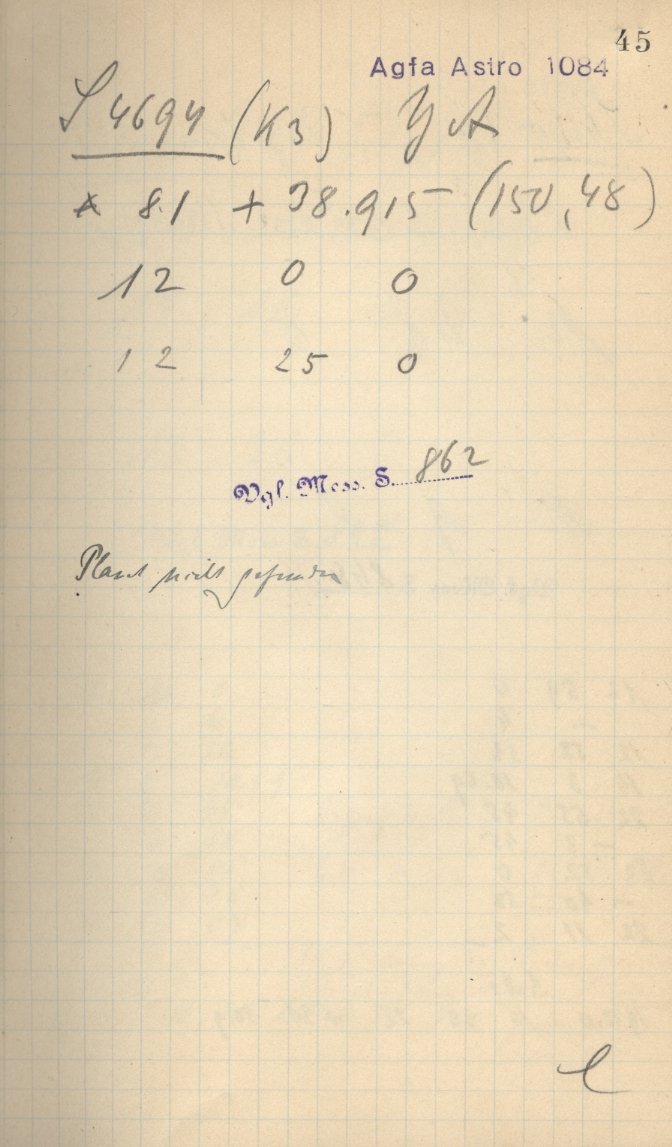 45
Agfa Astro 1084
S 4694 (K3) YA
* 8.1 + 38.915 (150,48)
12 0 0
12 25 0
Vgl. Mess. S. 862
Planet nicht gefunden